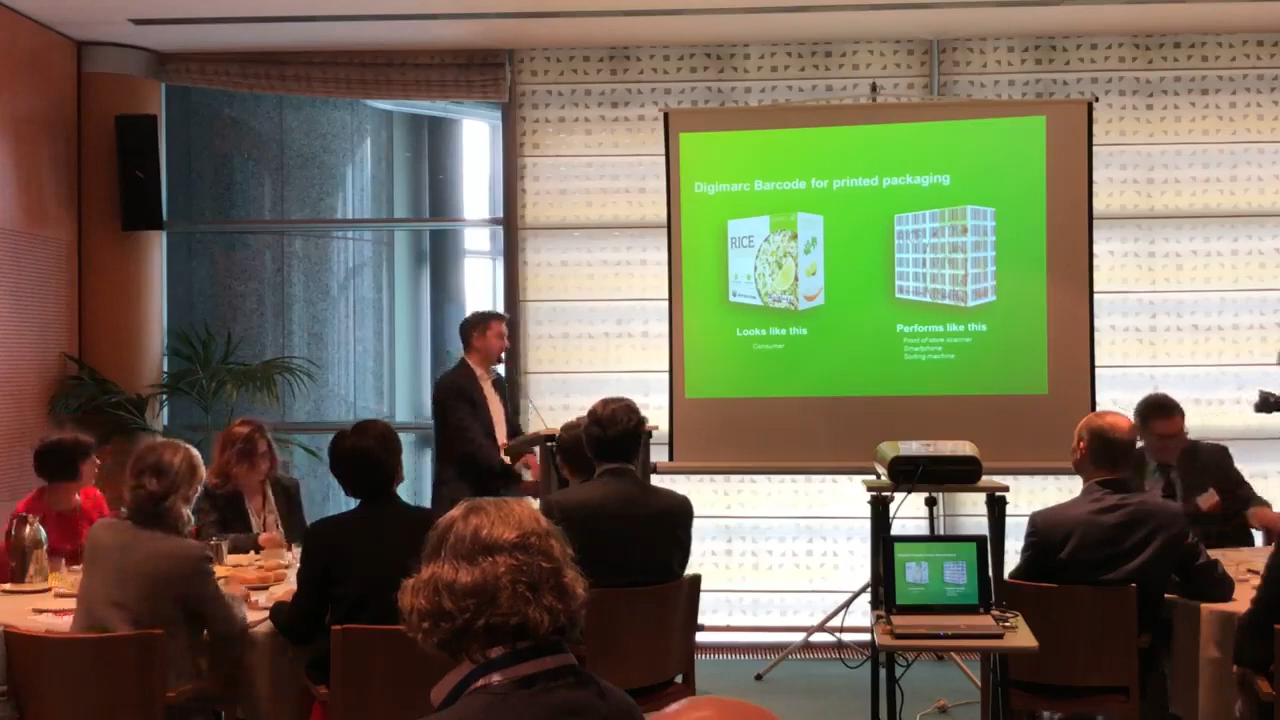 Digimarc Barcode for printed packaging
RICE
Looks like this
Consumer
Performs like this
Front of store scanner
Smartphone
Sorting machine